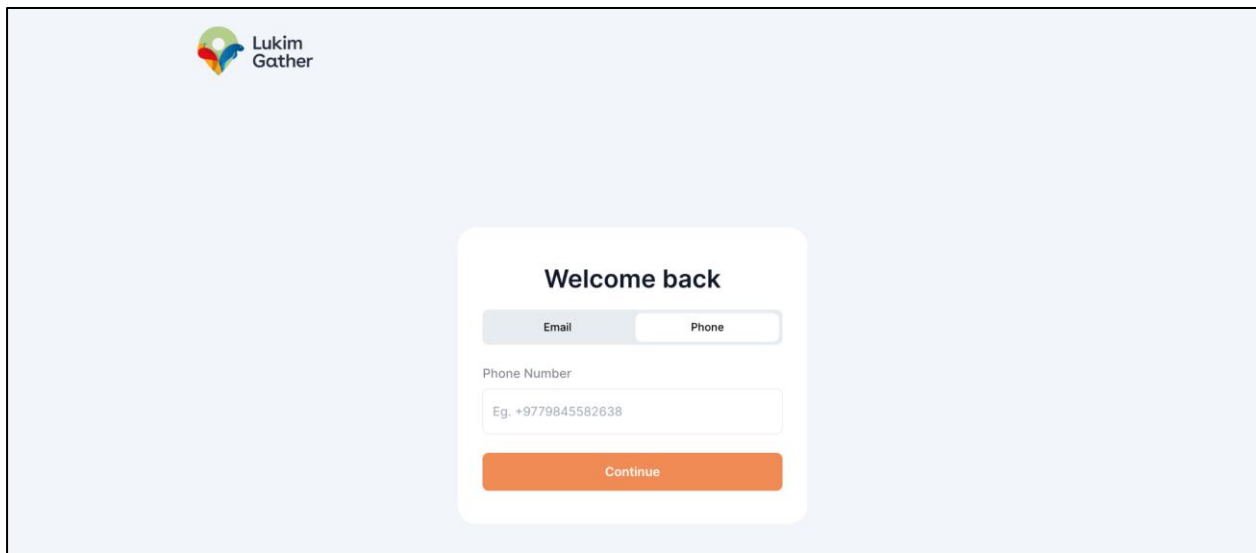 Lukim
Gather
Welcome back
Email Phone
Phone Number
Eg. +9779845582638
Continue